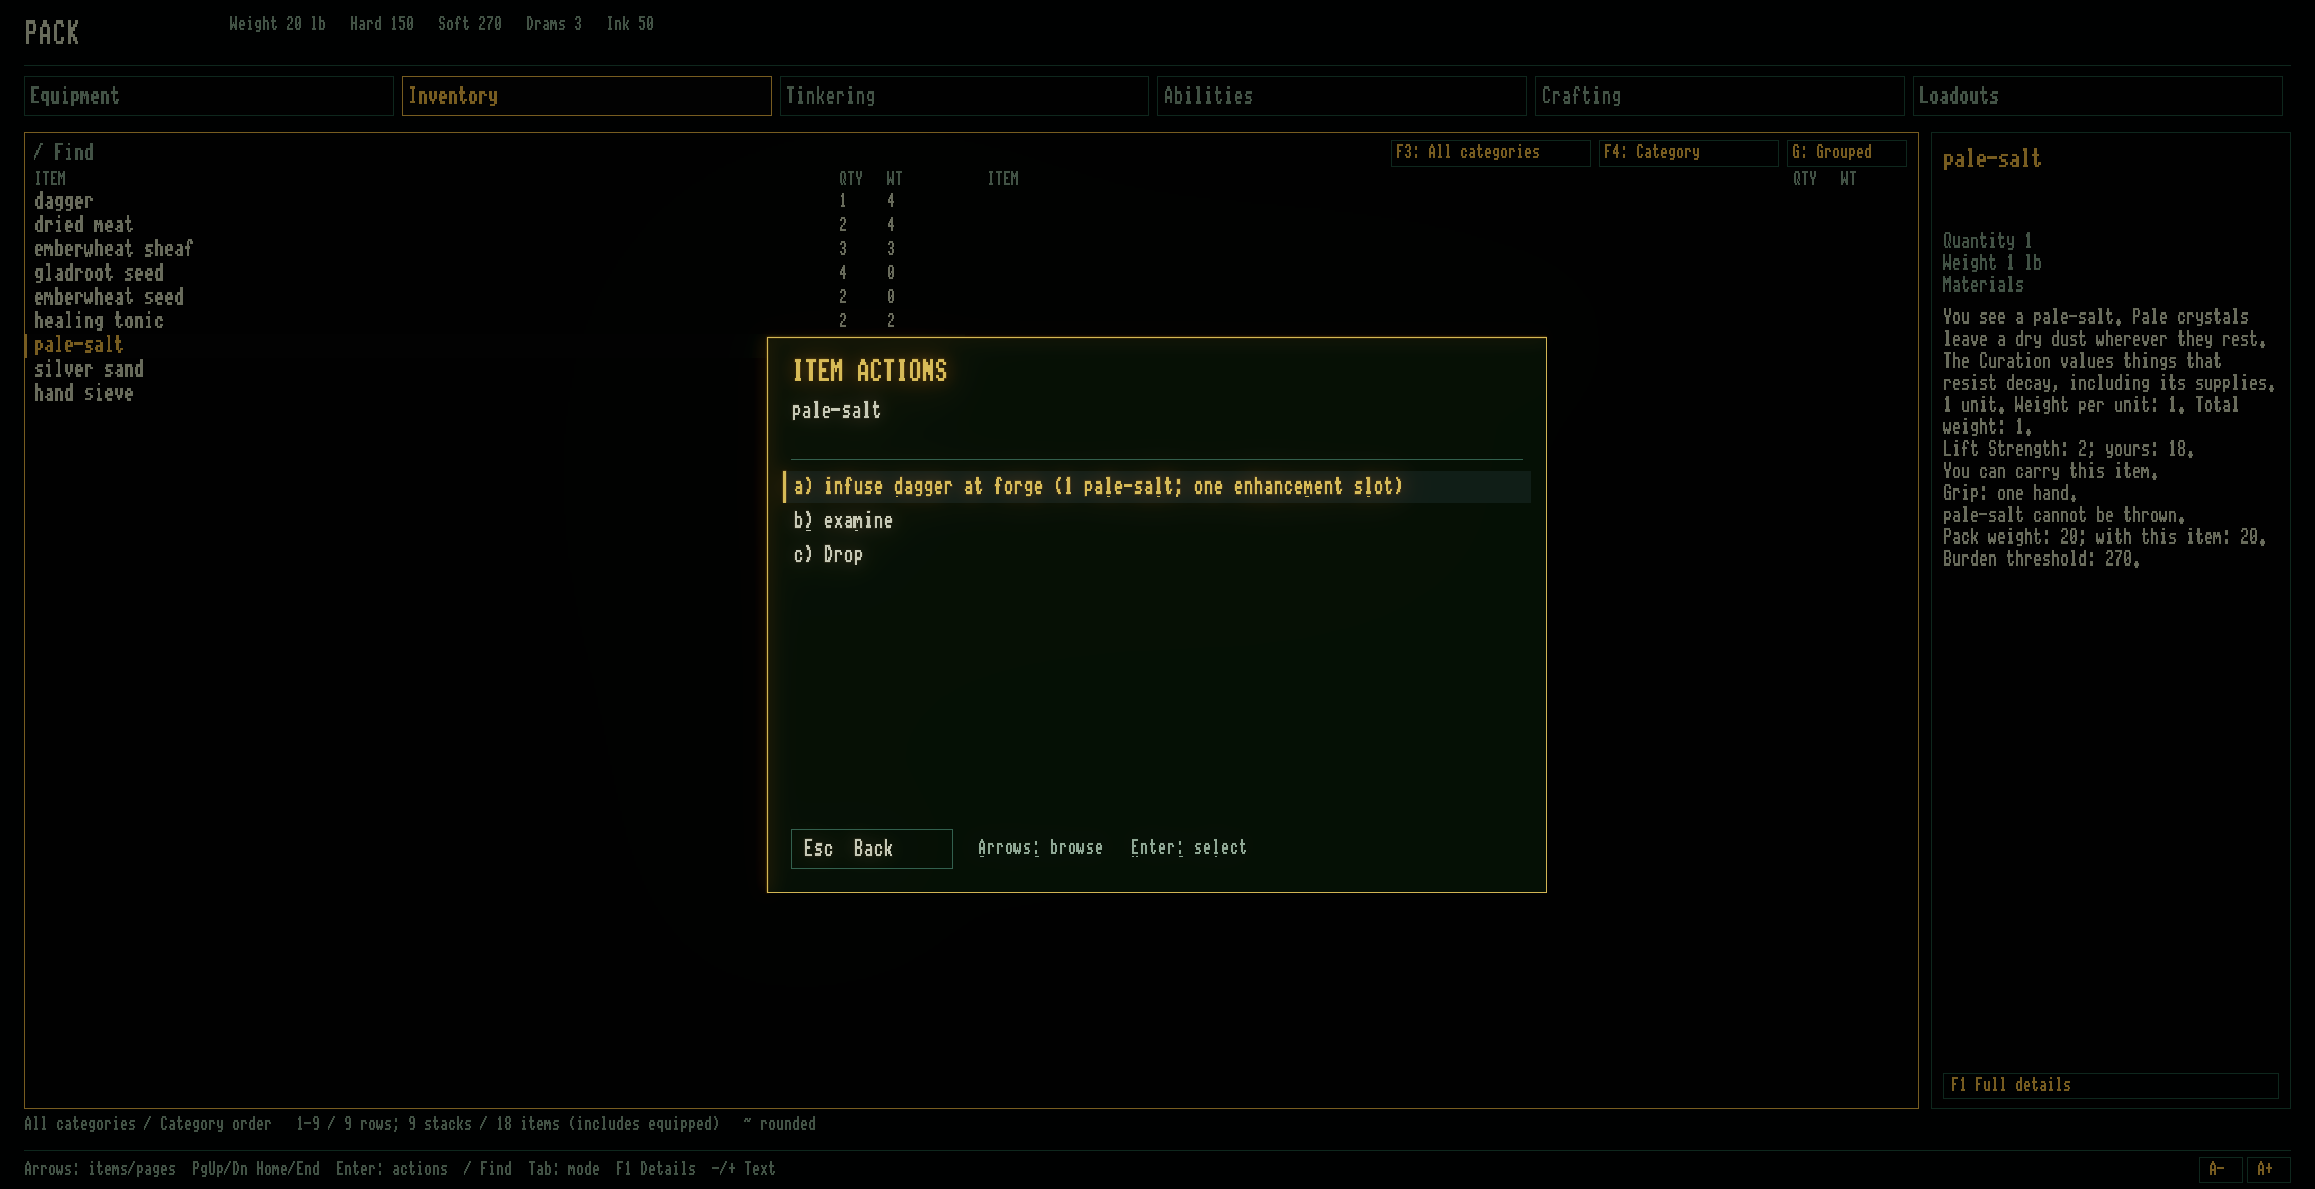 PACK
Weight 20 lb   Hard 150   Soft 270   Drams 3   Ink 50
Equipment
Inventory
Tinkering
Abilities
Crafting
Loadouts
/ Find
F3: All categories
F4: Category
G: Grouped
ITEM   QTY   WT   ITEM   QTY   WT
dagger   1   4
dried meat   2   4
emberwheat sheaf   3   3
gladroot seed   4   0
emberwheat seed   2   0
healing tonic   2   2
pale-salt
silver sand
hand sieve
ITEM ACTIONS
pale-salt
a) infuse dagger at forge (1 pale-salt; one enhancement slot)
b) examine
c) Drop
Esc   Back
Arrows: browse   Enter: select
pale-salt
Quantity 1
Weight 1 lb
Materials
You see a pale-salt. Pale crystals
leave a dry dust wherever they rest.
The Curation values things that
resist decay, including its supplies.
1 unit. Weight per unit: 1. Total
weight: 1.
Lift Strength: 2; yours: 18.
You can carry this item.
Grip: one hand.
pale-salt cannot be thrown.
Pack weight: 20; with this item: 20.
Burden threshold: 270.
F1 Full details
All categories / Category order   1-9 / 9 rows; 9 stacks / 18 items (includes equipped)   ~ rounded
Arrows: items/pages   PgUp/Dn Home/End   Enter: actions   / Find   Tab: mode   F1 Details   -/+ Text
A-
A+